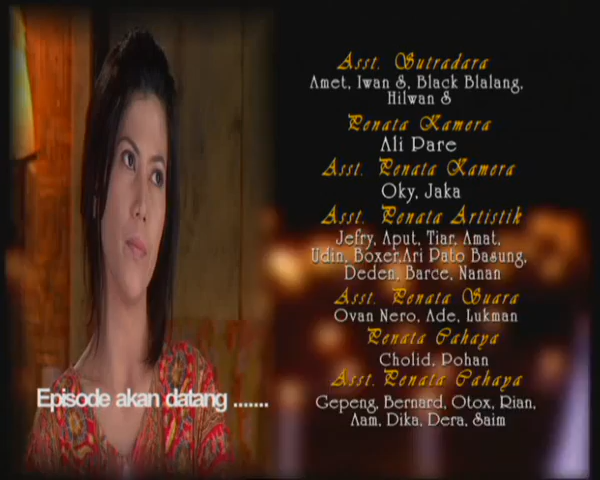 Asst. Sutradara
Amet, Iwan S, Black Blalang,
Hilwan S
Penata Kamera
Ali Pare
Asst. Penata Kamera
Oky, Jaka
Asst. Penata Artistik
Jefry, Aput, Tiar, Amat,
Udin, Boxer,Ari Pato Basung,
Deden, Barce, Nanan
Asst. Penata Suara
Ovan Nero, Ade, Lukman
Penata Cahaya
Cholid, Pohan
Asst. Penata Cahaya
Gepeng, Bernard, Otox, Rian,
Aam, Dika, Dera, Saim
Episode akan datang .......